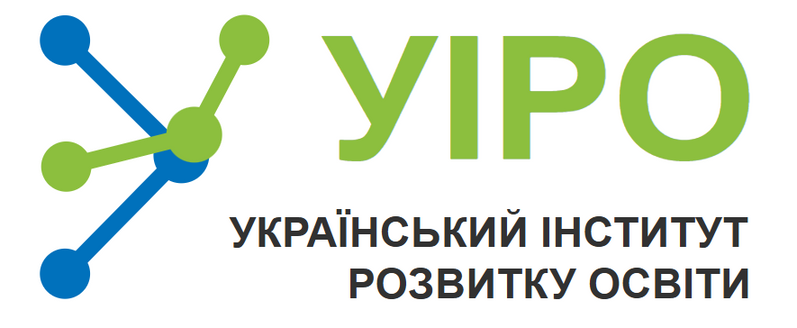 УІРО
УКРАЇНСЬКИЙ ІНСТИТУТ
РОЗВИТКУ ОСВІТИ